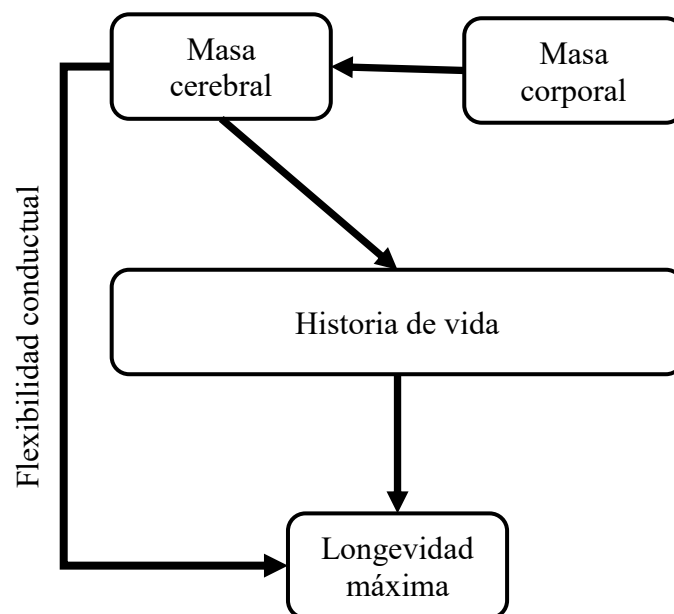 Masa
cerebral
Masa
corporal
Flexibilidad conductual
Historia de vida
Longevidad
máxima